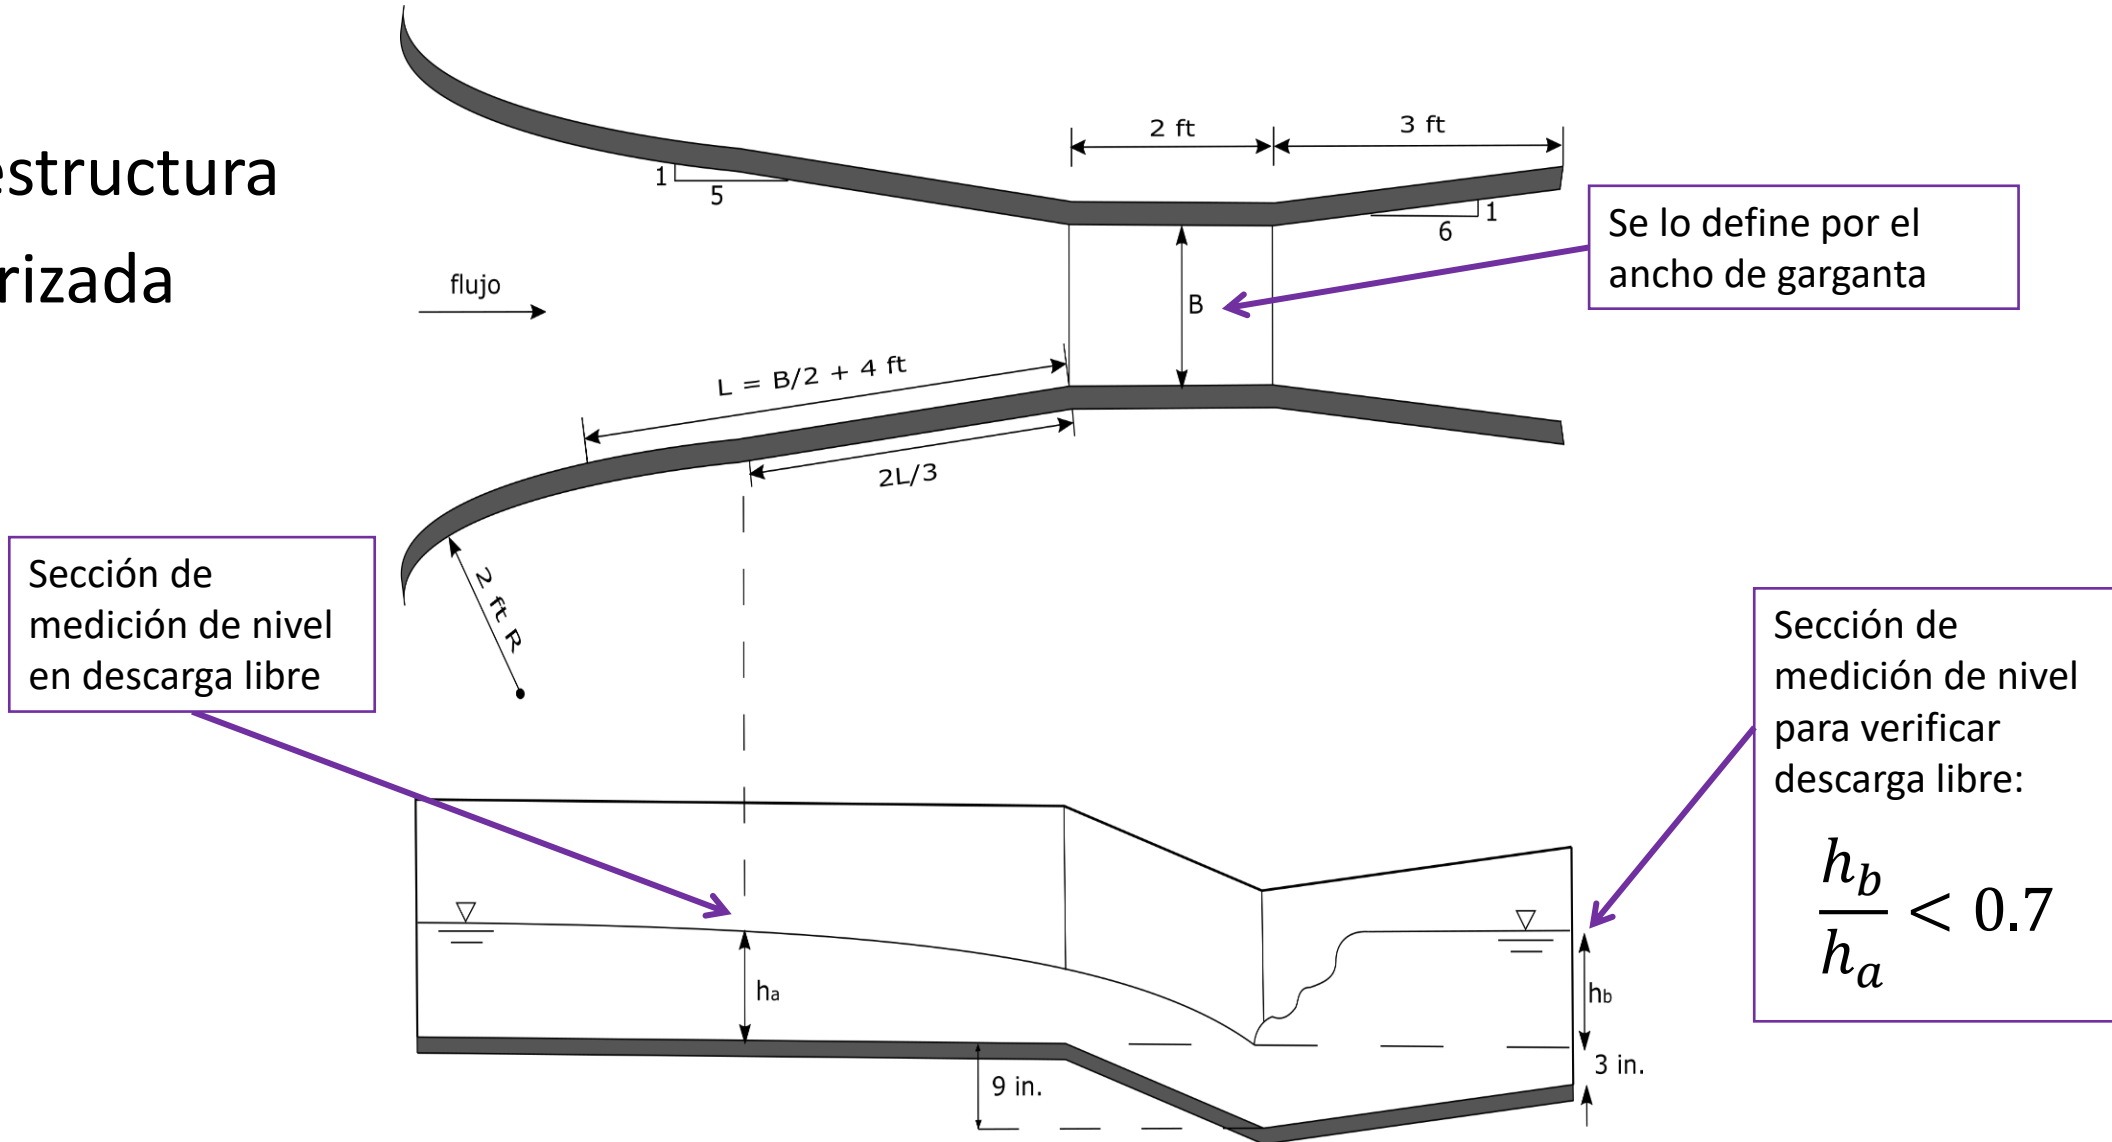 estructura
rizada
2 ft
3 ft
1
5
1
6
Se lo define por el
ancho de garganta
flujo
B
L = B/2 + 4 ft
2L/3
2 ft R
Sección de
medición de nivel
en descarga libre
Sección de
medición de nivel
para verificar
descarga libre:
h_b/h_a < 0.7
ha
hb
9 in.
3 in.